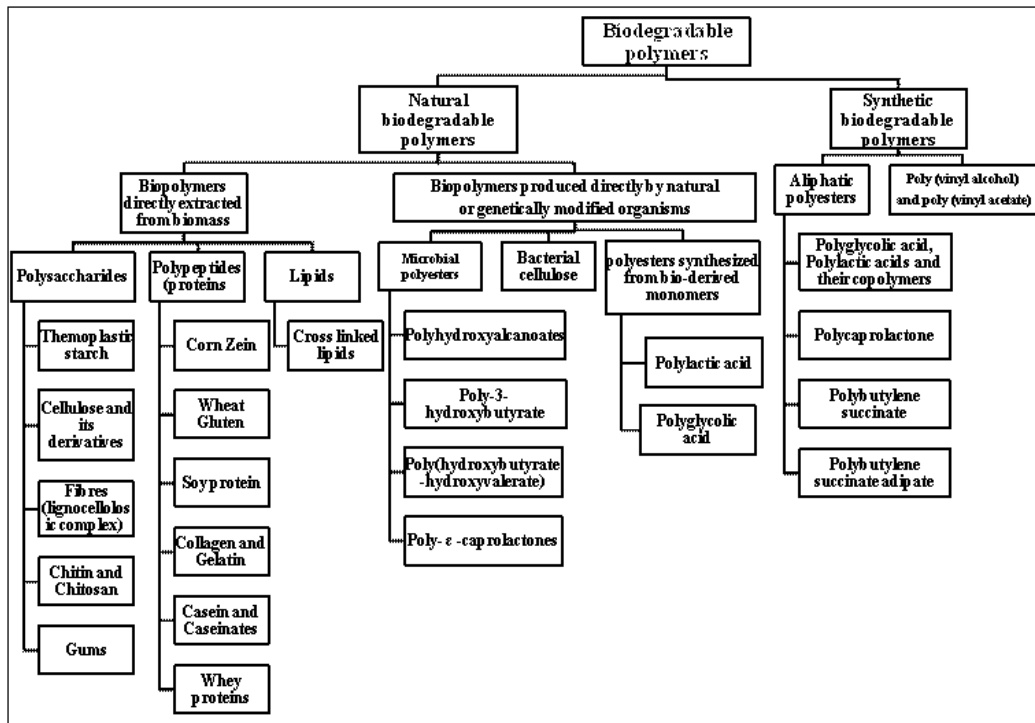 Biodegradable
polymers
Natural
biodegradable
polymers
Synthetic
biodegradable
polymers
Biopolymers
directly extracted
from biomass
Biopolymers produced directly by natural
or genetically modified organisms
Aliphatic
polyesters
Poly (vinyl alcohol)
and poly (vinyl acetate)
Polysaccharides
Polypeptides
(proteins
Lipids
Microbial
polyesters
Bacterial
cellulose
polyesters synthesized
from bio-derived
monomers
Themoplastic
starch
Cellulose and
its
derivatives
Fibres
(lignocellolos
ic complex)
Chitin and
Chitosan
Gums
Corn Zein
Wheat
Gluten
Soy protein
Collagen and
Gelatin
Casein and
Caseinates
Whey
proteins
Cross linked
lipids
Polyhydroxyalcanoates
Poly-3-
hydroxybutyrate
Poly(hydroxybutyrate
-hydroxyvalerate)
Poly- ε -caprolactones
Polylactic acid
Polyglycolic
acid
Polyglycolic acid,
Polylactic acids and
their copolymers
Polycaprolactone
Polybutylene
succinate
Polybutylene
succinate adipate